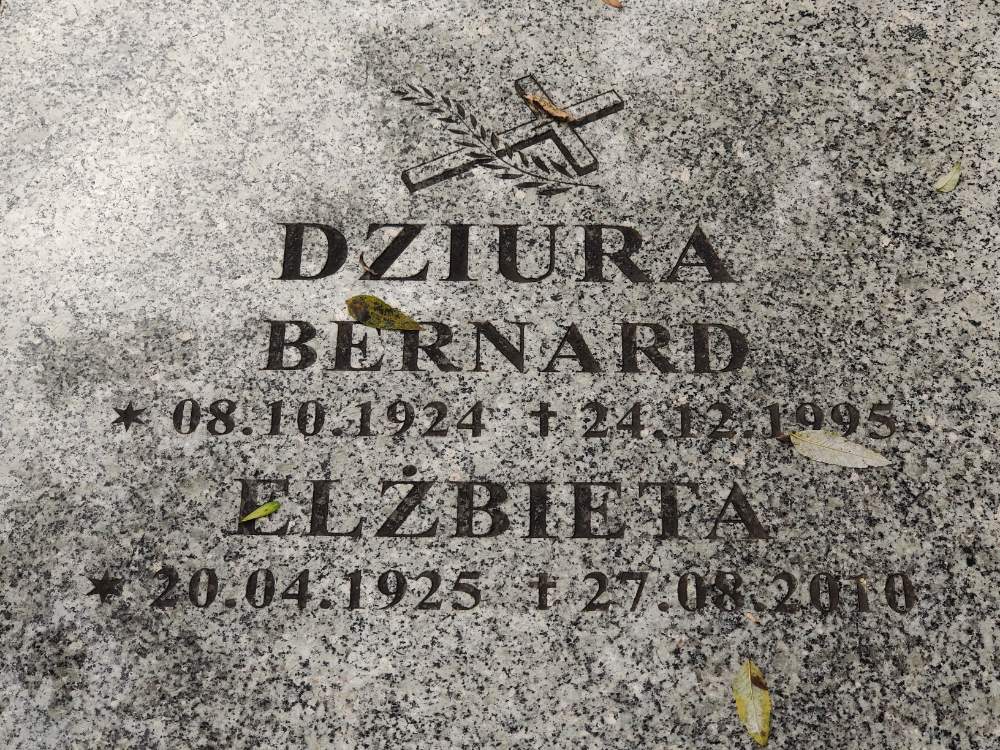 DZIURA
BERNARD
✶ 08.10.1924 † 24.12.1995
ELŻBIETA
✶ 20.04.1925 † 27.08.2010